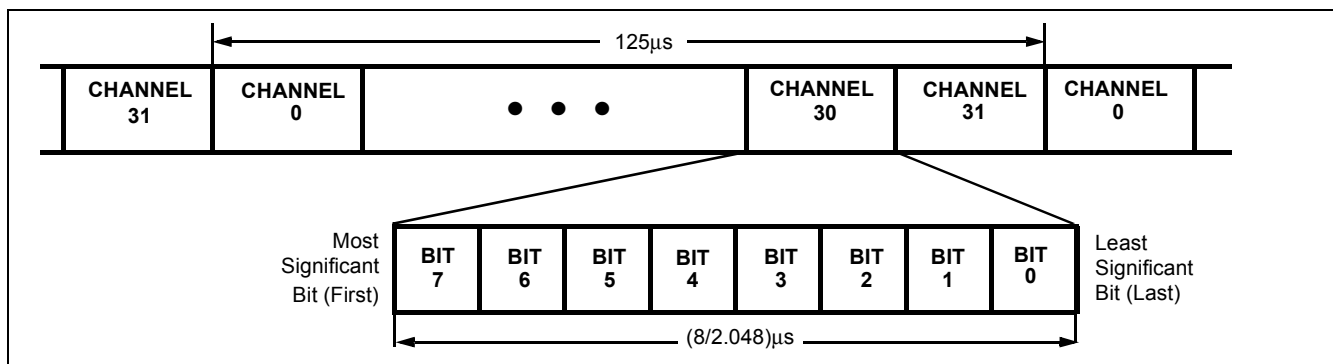 125μs
CHANNEL
31
CHANNEL
0
CHANNEL
30
CHANNEL
31
CHANNEL
0
Most
Significant
Bit (First)
BIT
7
BIT
6
BIT
5
BIT
4
BIT
3
BIT
2
BIT
1
BIT
0
Least
Significant
Bit (Last)
(8/2.048)μs